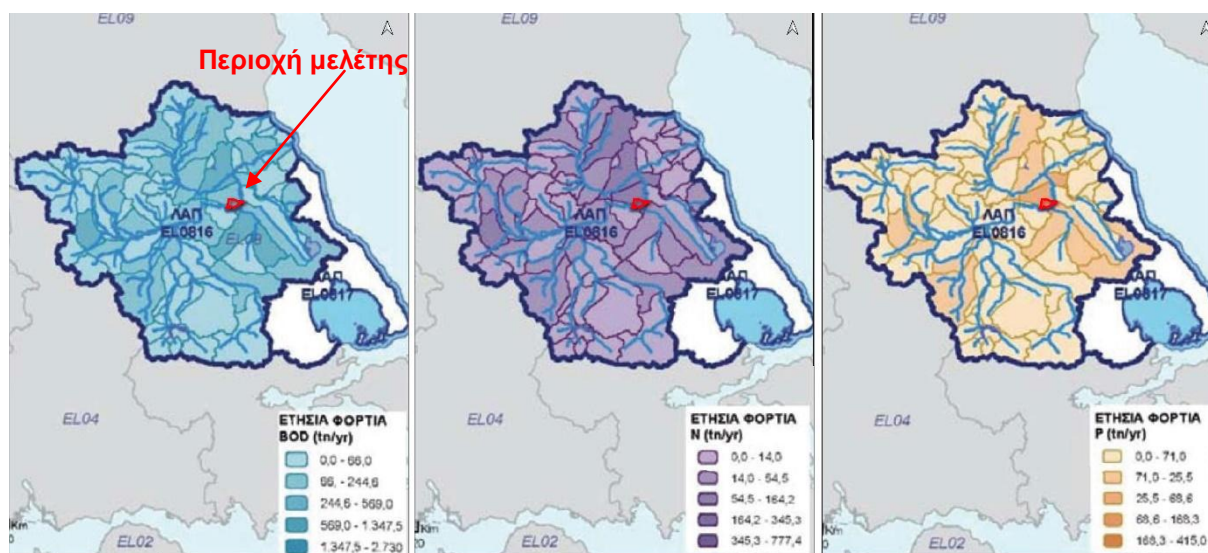 EL09
Περιοχή μελέτης
ΛΑΠ
EL0816
EL08
ΛΑΠ
EL0817
EL04
EL02
Km
ΕΤΗΣΙΑ ΦΟΡΤΙΑ
BOD (tn/yr)
0,0 - 66,0
66, - 244,6
244,6 - 569,0
569,0 - 1.347,5
1.347,5 - 2.730
EL09
ΛΑΠ
EL0816
ΛΑΠ
EL0817
EL04
EL02
Km
20
ΕΤΗΣΙΑ ΦΟΡΤΙΑ
N (tn/yr)
0,0 - 14,0
14,0 - 54,5
54,5 - 164,2
164,2 - 345,3
345,3 - 777,4
EL09
ΛΑΠ
EL0816
ΛΑΠ
EL0817
EL04
EL02
Km
20
ΕΤΗΣΙΑ ΦΟΡΤΙΑ
P (tn/yr)
0,0 - 71,0
71,0 - 25,5
25,5 - 68,6
68,6 - 168,3
168,3 - 415,0